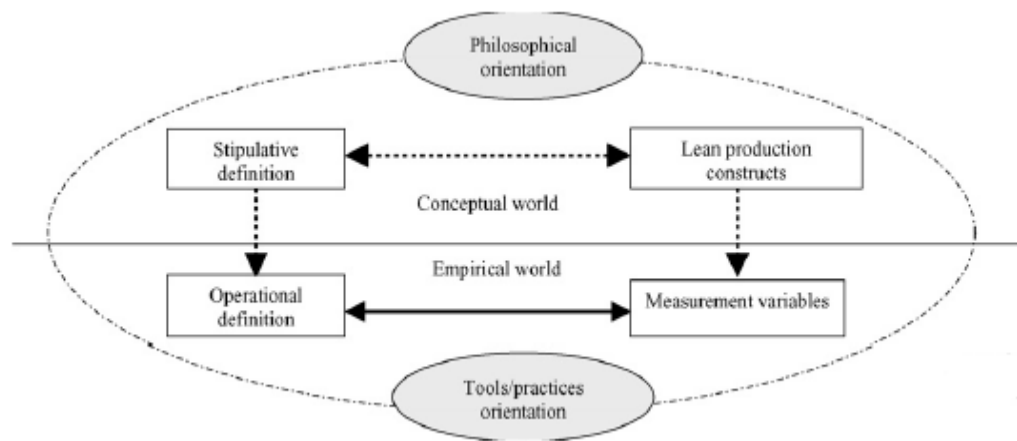 Philosophical
orientation
Stipulative
definition
Lean production
constructs
Conceptual world
Empirical world
Operational
definition
Measurement variables
Tools/practices
orientation